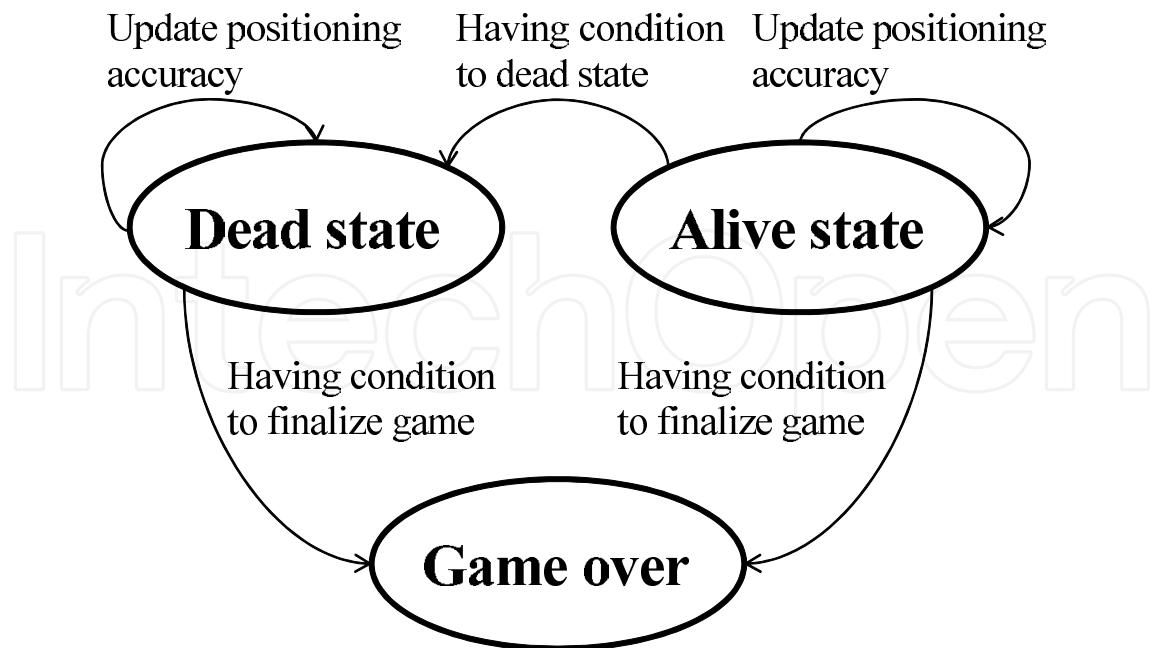 Update positioning
accuracy
Having condition
to dead state
Update positioning
accuracy
Dead state
Alive state
IntechOpen
Having condition
to finalize game
Having condition
to finalize game
Game over